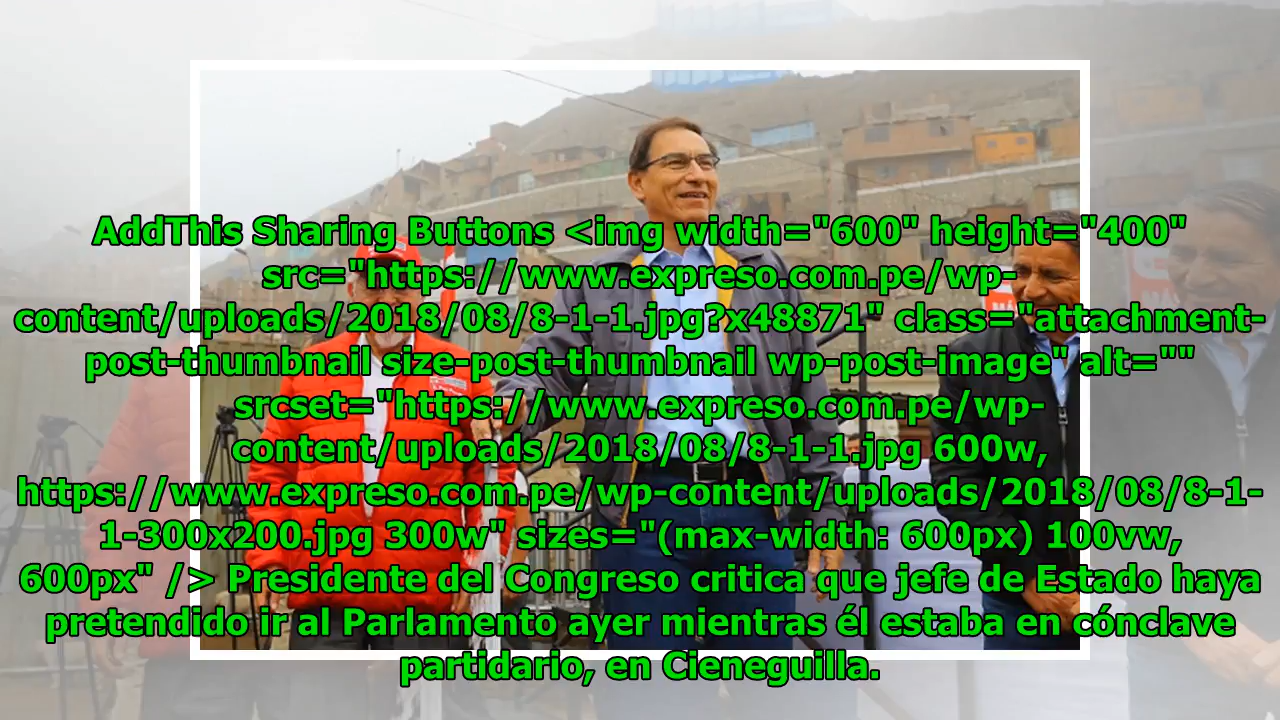 AddThis Sharing Buttons <img width="600" height="400"
src="https://www.expreso.com.pe/wp-
content/uploads/2018/08/8-1-1.jpg?x48871" class="attachment-
post-thumbnail size-post-thumbnail wp-post-image" alt=""
srcset="https://www.expreso.com.pe/wp-
content/uploads/2018/08/8-1-1.jpg 600w,
https://www.expreso.com.pe/wp-content/uploads/2018/08/8-1-
1-300x200.jpg 300w" sizes="(max-width: 600px) 100vw,
600px" /> Presidente del Congreso critica que jefe de Estado haya
pretendido ir al Parlamento ayer mientras él estaba en cónclave
partidario, en Cieneguilla.